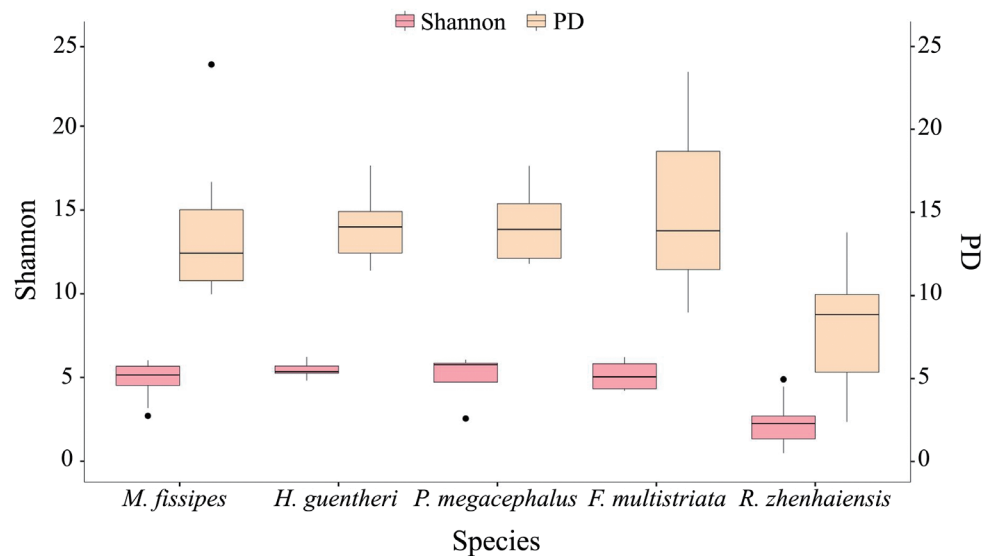 Shannon PD
25
20
15
10
5
0
Shannon
25
20
15
10
5
0
PD
M. fissipes H. guentheri P. megacephalus F. multistriata R. zhenhaiensis
Species